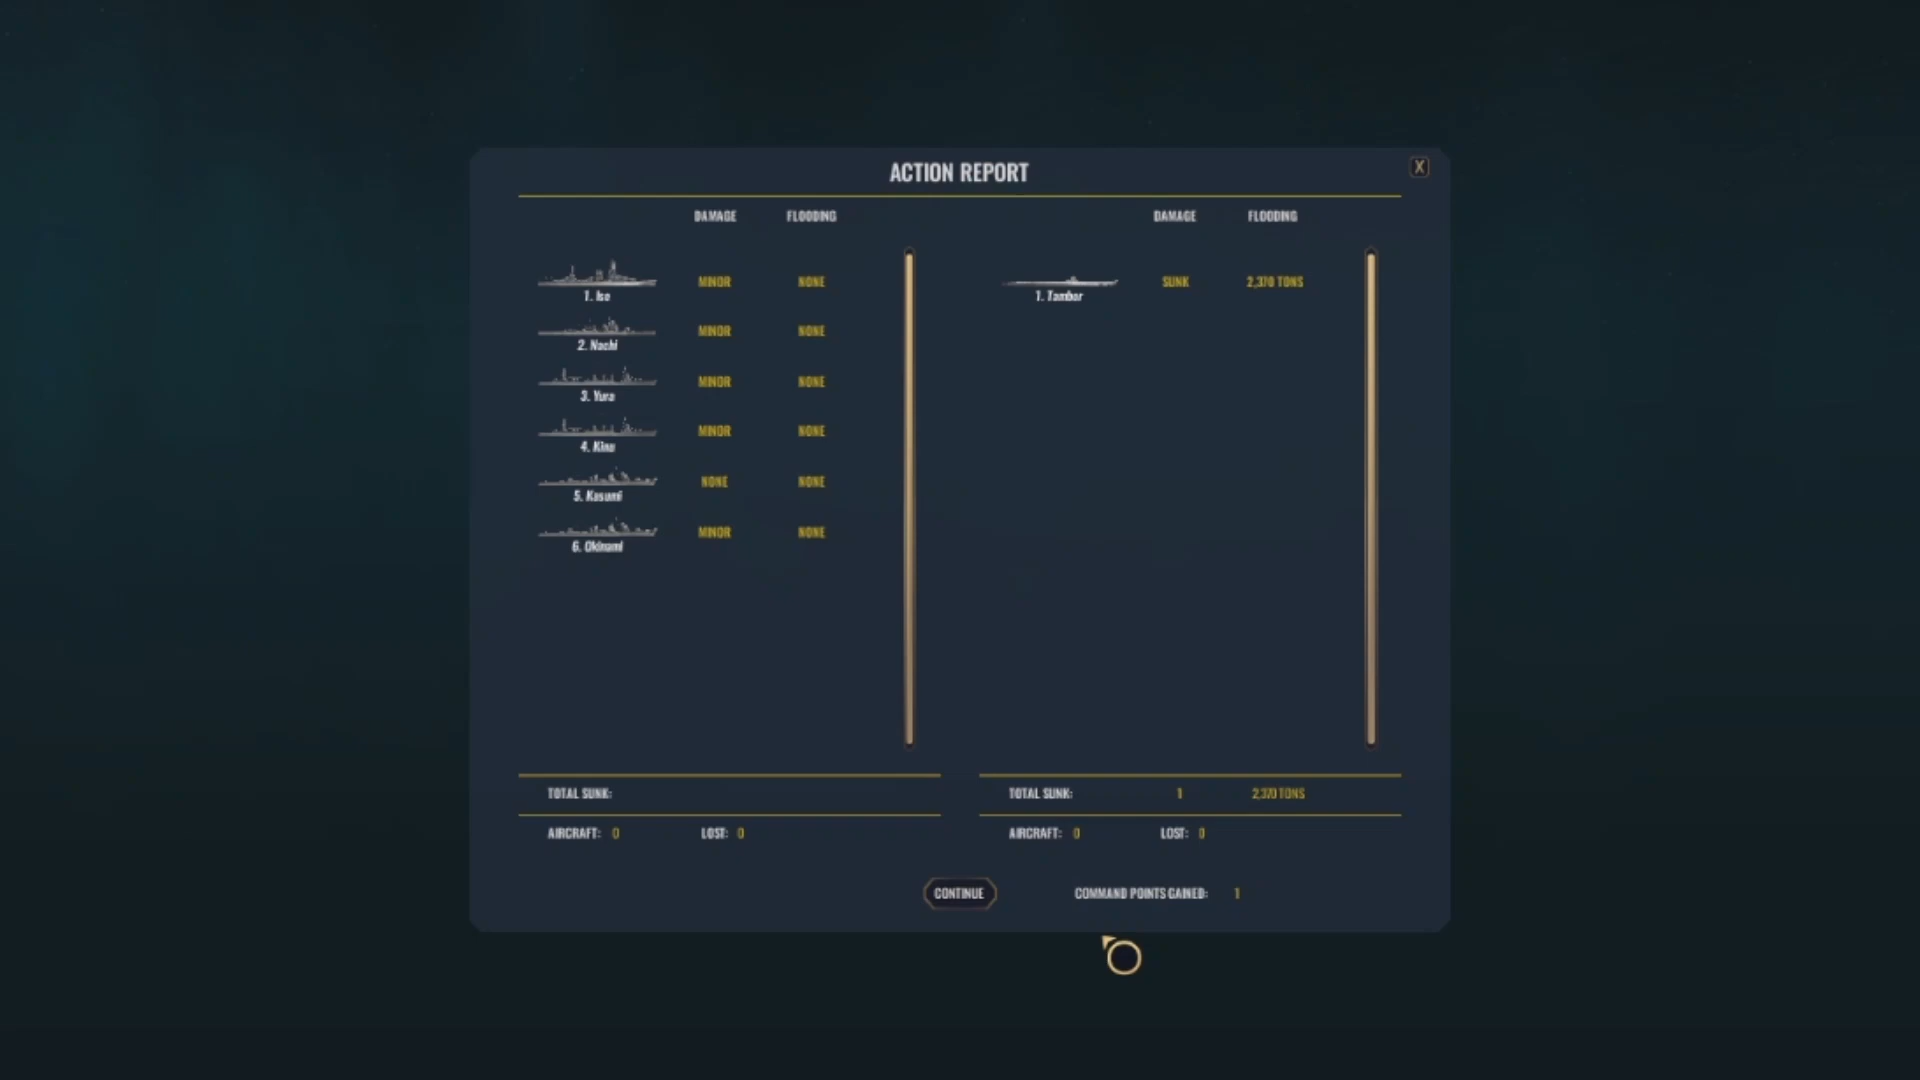 ACTION REPORT
X
DAMAGE FLOODING
1. Ise MINOR NONE
2. Nachi MINOR NONE
3. Yura MINOR NONE
4. Kinu MINOR NONE
5. Kasumi NONE NONE
6. Okinami MINOR NONE
TOTAL SUNK:
AIRCRAFT: 0 LOST: 0
DAMAGE FLOODING
1. Tambor SUNK 2,370 TONS
TOTAL SUNK: 1 2,370 TONS
AIRCRAFT: 0 LOST: 0
CONTINUE
COMMAND POINTS GAINED: 1